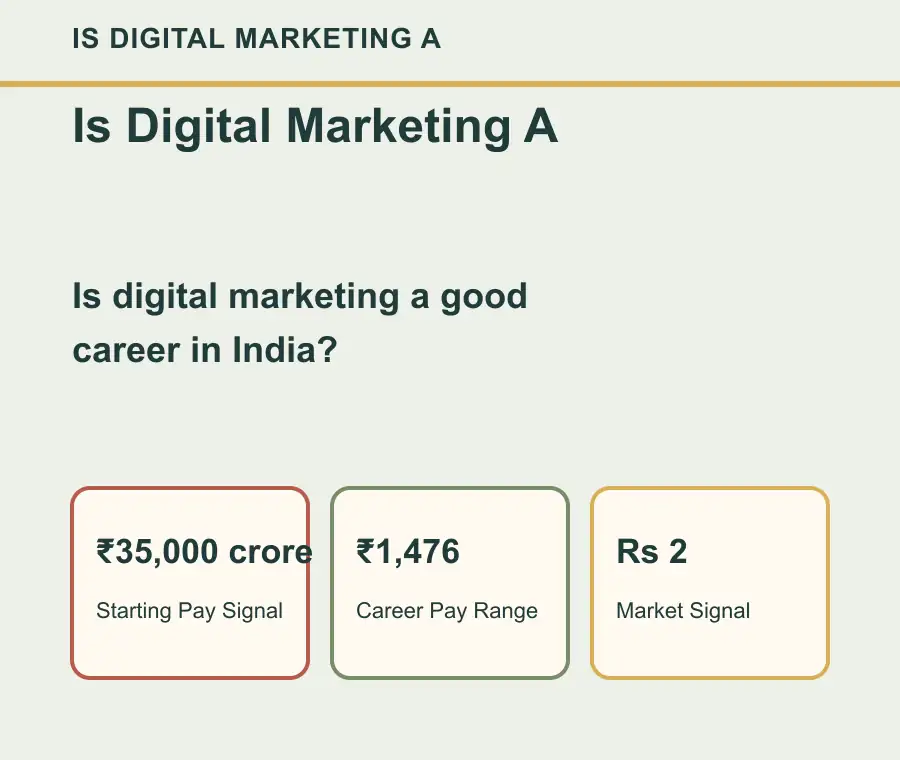 IS DIGITAL MARKETING A
Is Digital Marketing A
Is digital marketing a good
career in India?
₹35,000 crore
Starting Pay Signal
₹1,476
Career Pay Range
Rs 2
Market Signal